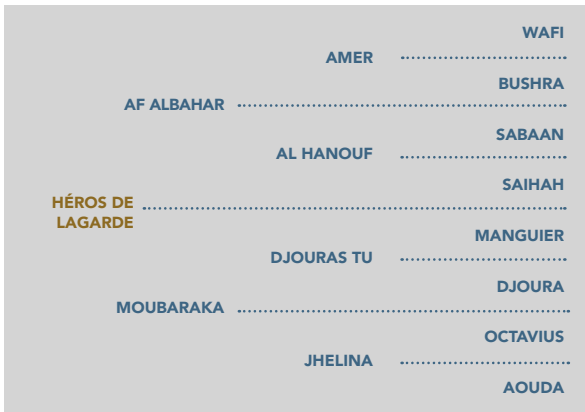 WAFI
AMER
BUSHRA
AF ALBAHAR
SABAAN
AL HANOUF
SAIHAH
HÉROS DE
LAGARDE
MANGUIER
DJOURAS TU
DJOURA
MOUBARAKA
OCTAVIUS
JHELINA
AOUDA